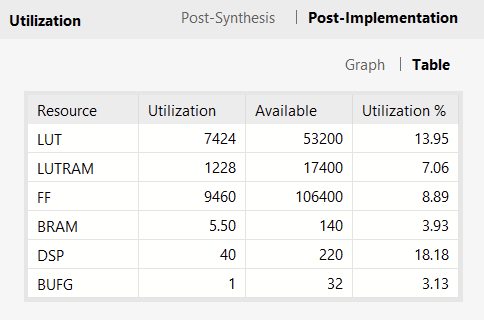 Utilization Post-Synthesis | Post-Implementation
Graph | Table
Resource Utilization Available Utilization %
LUT 7424 53200 13.95
LUTRAM 1228 17400 7.06
FF 9460 106400 8.89
BRAM 5.50 140 3.93
DSP 40 220 18.18
BUFG 1 32 3.13